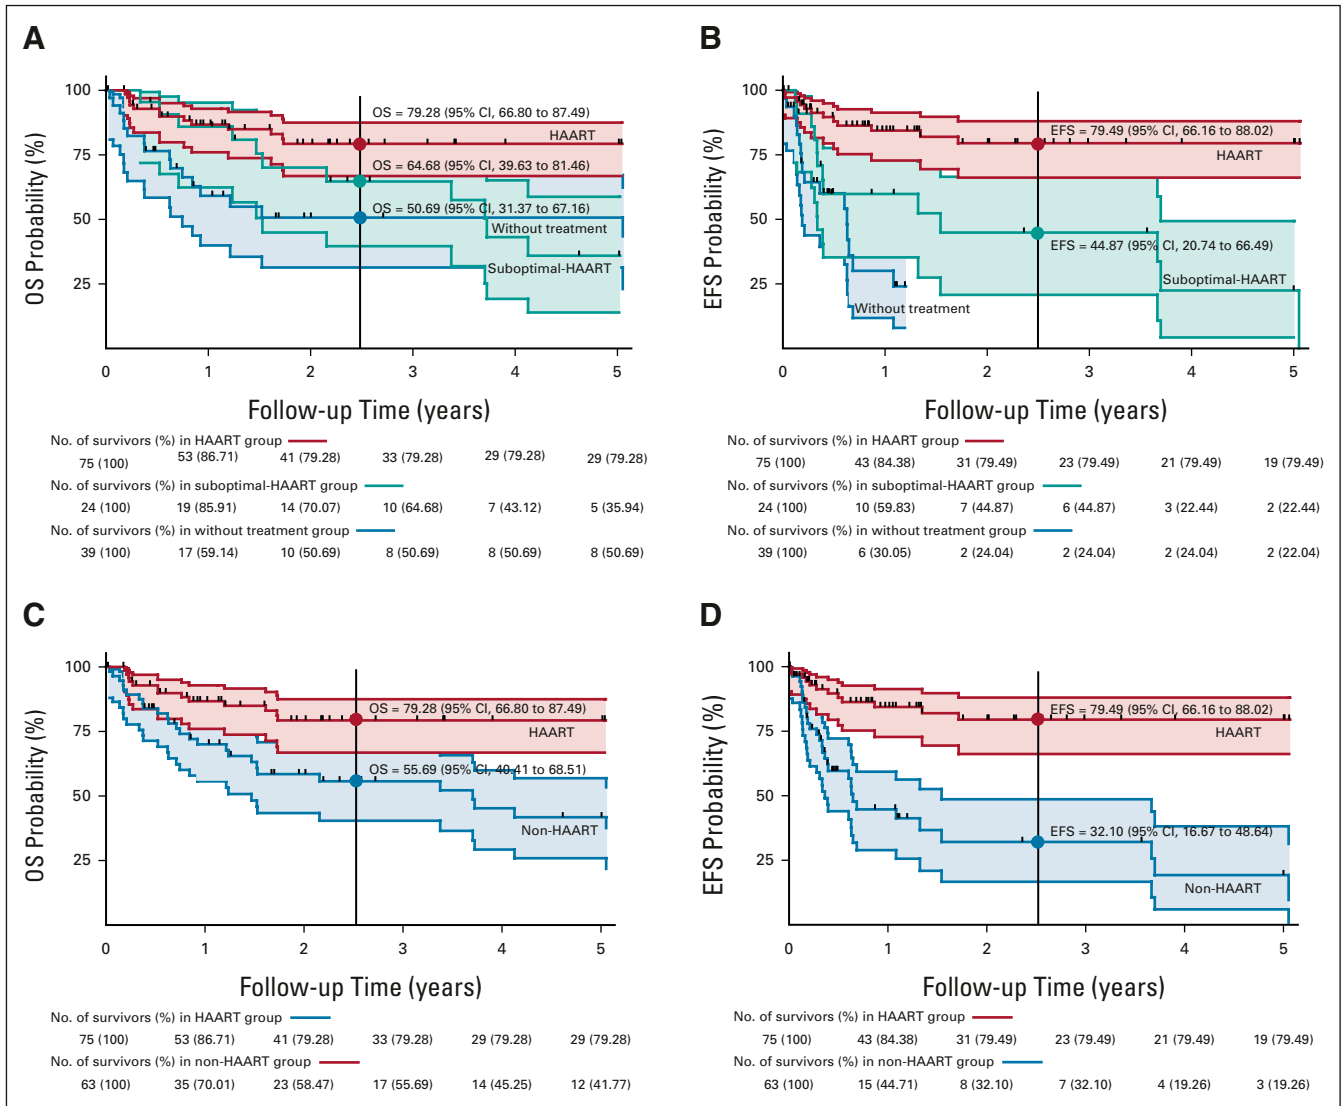 A
100
75
50
25
OS Probability (%)
OS = 79.28 (95% CI, 66.80 to 87.49)
HAART
OS = 64.68 (95% CI, 39.63 to 81.46)
OS = 50.69 (95% CI, 31.37 to 67.16)
Without treatment
Suboptimal-HAART
0 1 2 3 4 5
Follow-up Time (years)
No. of survivors (%) in HAART group
75 (100) 53 (86.71) 41 (79.28) 33 (79.28) 29 (79.28) 29 (79.28)
No. of survivors (%) in suboptimal-HAART group
24 (100) 19 (85.91) 14 (70.07) 10 (64.68) 7 (43.12) 5 (35.94)
No. of survivors (%) in without treatment group
39 (100) 17 (59.14) 10 (50.69) 8 (50.69) 8 (50.69) 8 (50.69)
B
100
75
50
25
EFS Probability (%)
EFS = 79.49 (95% CI, 66.16 to 88.02)
HAART
EFS = 44.87 (95% CI, 20.74 to 66.49)
Suboptimal-HAART
Without treatment
0 1 2 3 4 5
Follow-up Time (years)
No. of survivors (%) in HAART group
75 (100) 43 (84.38) 31 (79.49) 23 (79.49) 21 (79.49) 19 (79.49)
No. of survivors (%) in suboptimal-HAART group
24 (100) 10 (59.83) 7 (44.87) 6 (44.87) 3 (22.44) 2 (22.44)
No. of survivors (%) in without treatment group
39 (100) 6 (30.05) 2 (24.04) 2 (24.04) 2 (24.04) 2 (22.04)
C
100
75
50
25
OS Probability (%)
OS = 79.28 (95% CI, 66.80 to 87.49)
HAART
OS = 55.69 (95% CI, 40.41 to 68.51)
Non-HAART
0 1 2 3 4 5
Follow-up Time (years)
No. of survivors (%) in HAART group
75 (100) 53 (86.71) 41 (79.28) 33 (79.28) 29 (79.28) 29 (79.28)
No. of survivors (%) in non-HAART group
63 (100) 35 (70.01) 23 (58.47) 17 (55.69) 14 (45.25) 12 (41.77)
D
100
75
50
25
EFS Probability (%)
EFS = 79.49 (95% CI, 66.16 to 88.02)
HAART
EFS = 32.10 (95% CI, 16.67 to 48.64)
Non-HAART
0 1 2 3 4 5
Follow-up Time (years)
No. of survivors (%) in HAART group
75 (100) 43 (84.38) 31 (79.49) 23 (79.49) 21 (79.49) 19 (79.49)
No. of survivors (%) in non-HAART group
63 (100) 15 (44.71) 8 (32.10) 7 (32.10) 4 (19.26) 3 (19.26)